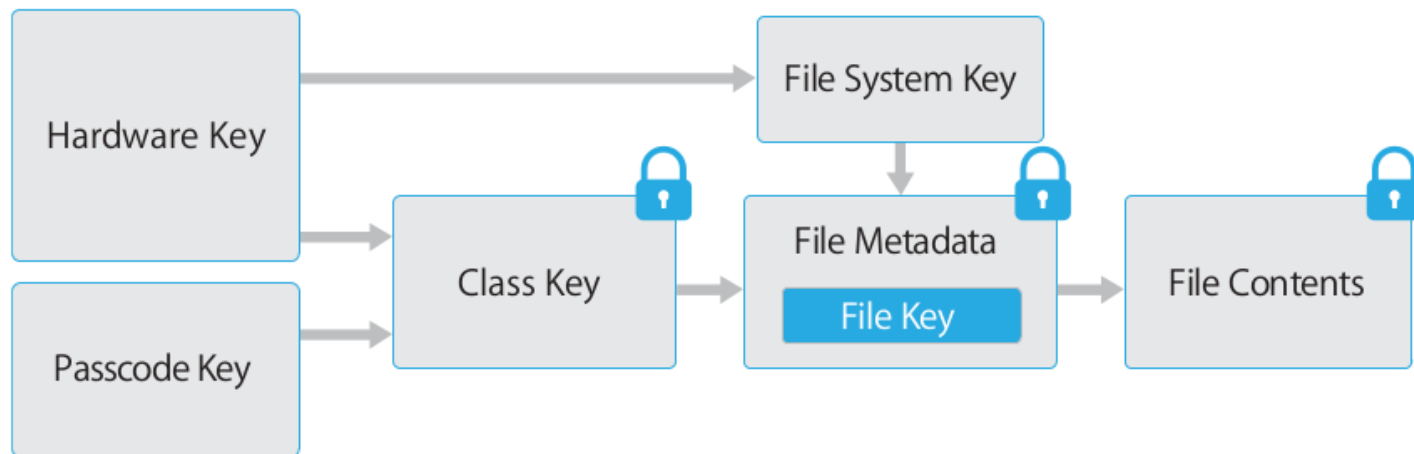 Hardware Key
File System Key
File Metadata
Class Key
File Key
File Contents
Passcode Key